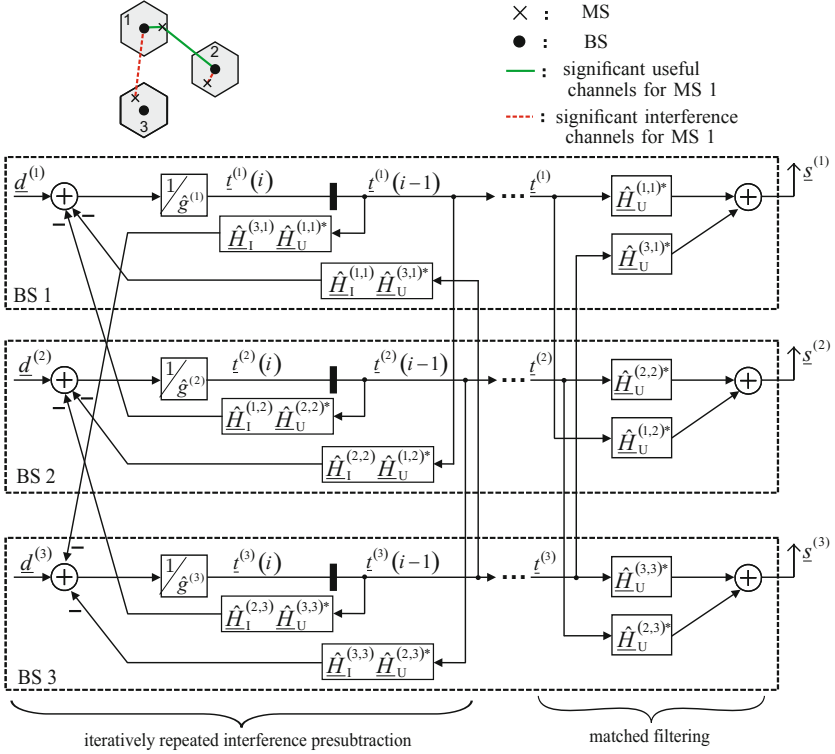 1
2
3
× : MS
● : BS
: significant useful channels for MS 1
: significant interference channels for MS 1
d^(1)
+
−
−
1/ĝ^(1)
t^(1)(i)
t^(1)(i−1)
...
t^(1)
Ĥ_U^(1,1)*
+
s^(1)
Ĥ_I^(3,1) Ĥ_U^(1,1)*
Ĥ_U^(3,1)*
Ĥ_I^(1,1) Ĥ_U^(3,1)*
BS 1
d^(2)
+
−
−
1/ĝ^(2)
t^(2)(i)
t^(2)(i−1)
...
t^(2)
Ĥ_U^(2,2)*
+
s^(2)
Ĥ_I^(1,2) Ĥ_U^(2,2)*
Ĥ_U^(1,2)*
Ĥ_I^(2,2) Ĥ_U^(1,2)*
BS 2
d^(3)
+
−
−
1/ĝ^(3)
t^(3)(i)
t^(3)(i−1)
...
t^(3)
Ĥ_U^(3,3)*
+
s^(3)
Ĥ_I^(2,3) Ĥ_U^(3,3)*
Ĥ_U^(2,3)*
Ĥ_I^(3,3) Ĥ_U^(2,3)*
BS 3
iteratively repeated interference presubtraction
matched filtering